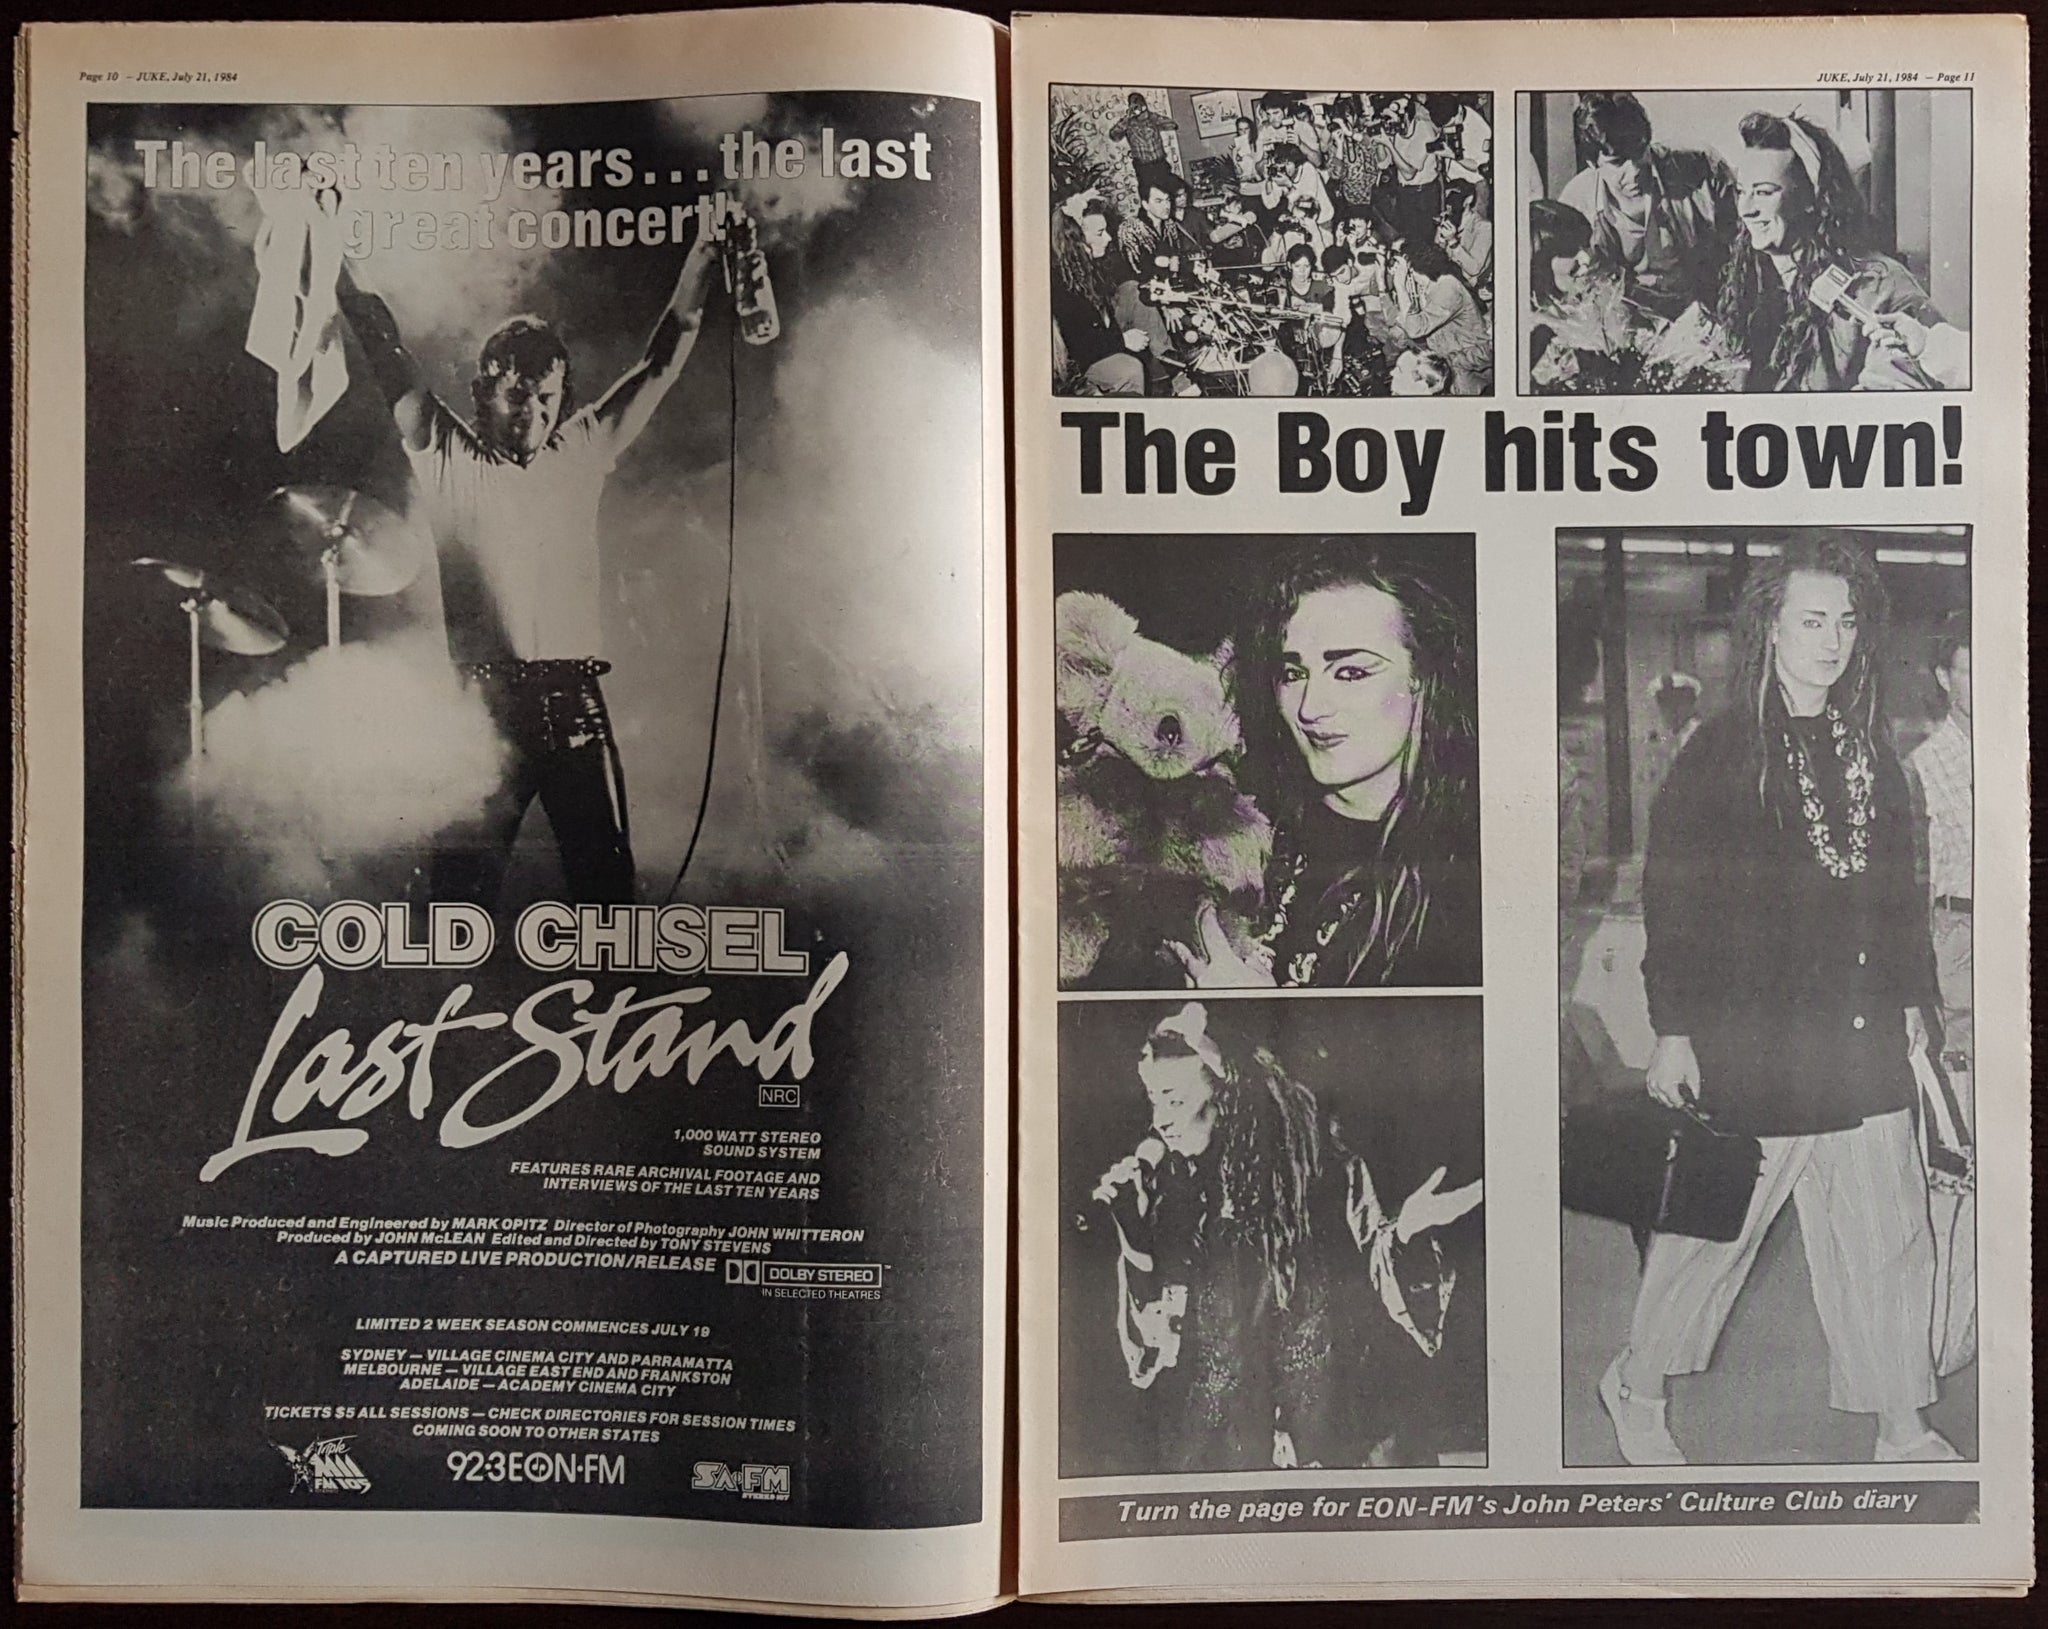 Page 10 — JUKE, July 21, 1984
The last ten years...the last
great concert!
COLD CHISEL
Last Stand
NRC
1,000 WATT STEREO
SOUND SYSTEM
FEATURES RARE ARCHIVAL FOOTAGE AND
INTERVIEWS OF THE LAST TEN YEARS
Music Produced and Engineered by MARK OPITZ Director of Photography JOHN WHITTERON
Produced by JOHN McLEAN Edited and Directed by TONY STEVENS
A CAPTURED LIVE PRODUCTION/RELEASE
DOLBY STEREO™
IN SELECTED THEATRES
LIMITED 2 WEEK SEASON COMMENCES JULY 19
SYDNEY — VILLAGE CINEMA CITY AND PARRAMATTA
MELBOURNE — VILLAGE EAST END AND FRANKSTON
ADELAIDE — ACADEMY CINEMA CITY
TICKETS $5 ALL SESSIONS — CHECK DIRECTORIES FOR SESSION TIMES
COMING SOON TO OTHER STATES
Triple
MM
FM 105
92·3EON·FM
SA·FM
STEREO 107
JUKE, July 21, 1984 — Page 11
The Boy hits town!
Turn the page for EON-FM's John Peters' Culture Club diary